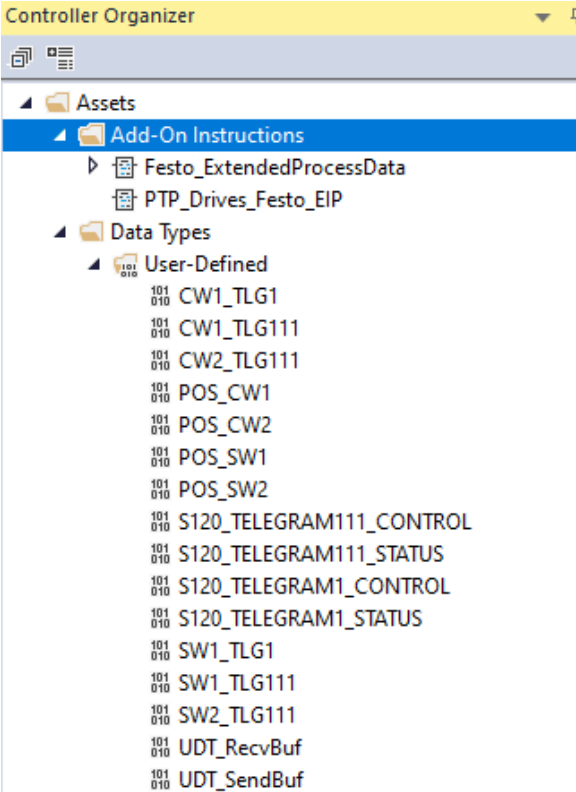 Controller Organizer
Assets
Add-On Instructions
Festo_ExtendedProcessData
PTP_Drives_Festo_EIP
Data Types
User-Defined
CW1_TLG1
CW1_TLG111
CW2_TLG111
POS_CW1
POS_CW2
POS_SW1
POS_SW2
S120_TELEGRAM111_CONTROL
S120_TELEGRAM111_STATUS
S120_TELEGRAM1_CONTROL
S120_TELEGRAM1_STATUS
SW1_TLG1
SW1_TLG111
SW2_TLG111
UDT_RecvBuf
UDT_SendBuf